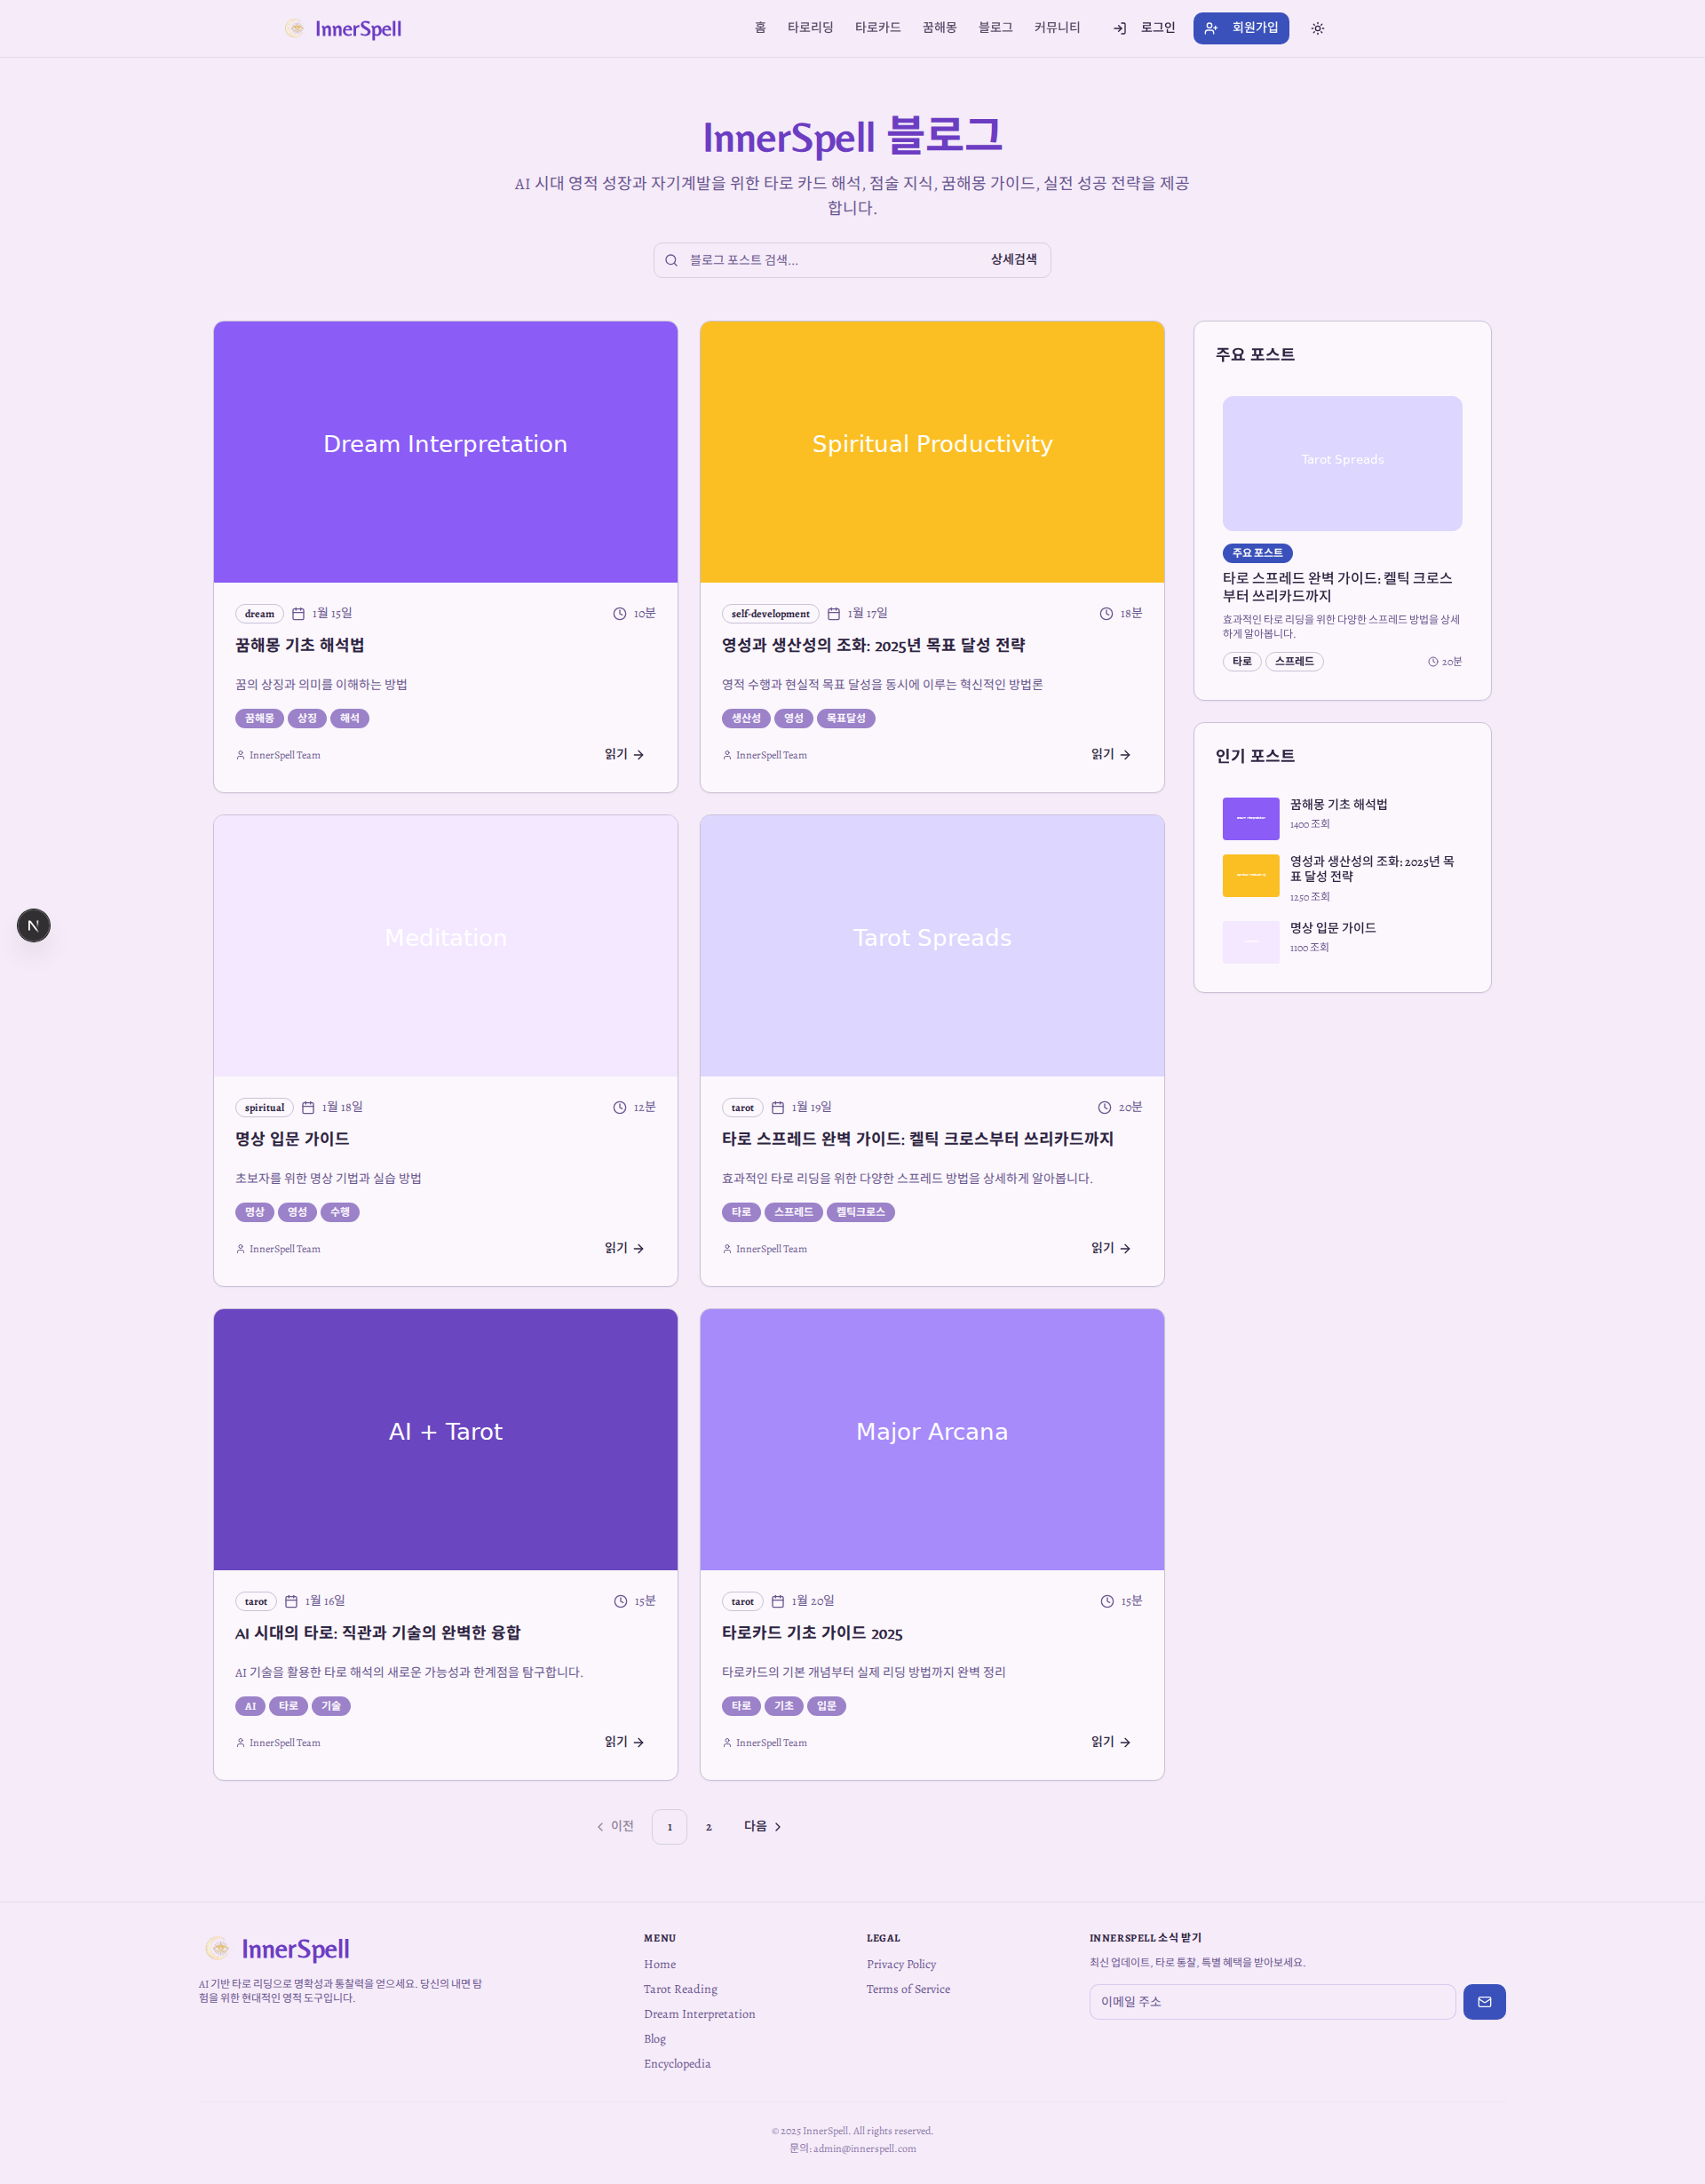 InnerSpell
홈
타로리딩
타로카드
꿈해몽
블로그
커뮤니티
로그인
회원가입
InnerSpell 블로그
AI 시대 영적 성장과 자기계발을 위한 타로 카드 해석, 점술 지식, 꿈해몽 가이드, 실전 성공 전략을 제공
합니다.
블로그 포스트 검색...
상세검색
Dream Interpretation
dream
1월 15일
10분
꿈해몽 기초 해석법
꿈의 상징과 의미를 이해하는 방법
꿈해몽 상징 해석
InnerSpell Team
읽기
Spiritual Productivity
self-development
1월 17일
18분
영성과 생산성의 조화: 2025년 목표 달성 전략
영적 수행과 현실적 목표 달성을 동시에 이루는 혁신적인 방법론
생산성 영성 목표달성
InnerSpell Team
읽기
Meditation
spiritual
1월 18일
12분
명상 입문 가이드
초보자를 위한 명상 기법과 실습 방법
명상 영성 수행
InnerSpell Team
읽기
Tarot Spreads
tarot
1월 19일
20분
타로 스프레드 완벽 가이드: 켈틱 크로스부터 쓰리카드까지
효과적인 타로 리딩을 위한 다양한 스프레드 방법을 상세하게 알아봅니다.
타로 스프레드 켈틱크로스
InnerSpell Team
읽기
AI + Tarot
tarot
1월 16일
15분
AI 시대의 타로: 직관과 기술의 완벽한 융합
AI 기술을 활용한 타로 해석의 새로운 가능성과 한계점을 탐구합니다.
AI 타로 기술
InnerSpell Team
읽기
Major Arcana
tarot
1월 20일
15분
타로카드 기초 가이드 2025
타로카드의 기본 개념부터 실제 리딩 방법까지 완벽 정리
타로 기초 입문
InnerSpell Team
읽기
이전
1
2
다음
주요 포스트
Tarot Spreads
주요 포스트
타로 스프레드 완벽 가이드: 켈틱 크로스
부터 쓰리카드까지
효과적인 타로 리딩을 위한 다양한 스프레드 방법을 상세
하게 알아봅니다.
타로 스프레드
20분
인기 포스트
꿈해몽 기초 해석법
1400 조회
영성과 생산성의 조화: 2025년 목
표 달성 전략
1250 조회
명상 입문 가이드
1100 조회
N
InnerSpell
AI 기반 타로 리딩으로 명확성과 통찰력을 얻으세요. 당신의 내면 탐
험을 위한 현대적인 영적 도구입니다.
MENU
Home
Tarot Reading
Dream Interpretation
Blog
Encyclopedia
LEGAL
Privacy Policy
Terms of Service
INNERSPELL 소식 받기
최신 업데이트, 타로 통찰, 특별 혜택을 받아보세요.
이메일 주소
© 2025 InnerSpell. All rights reserved.
문의: admin@innerspell.com